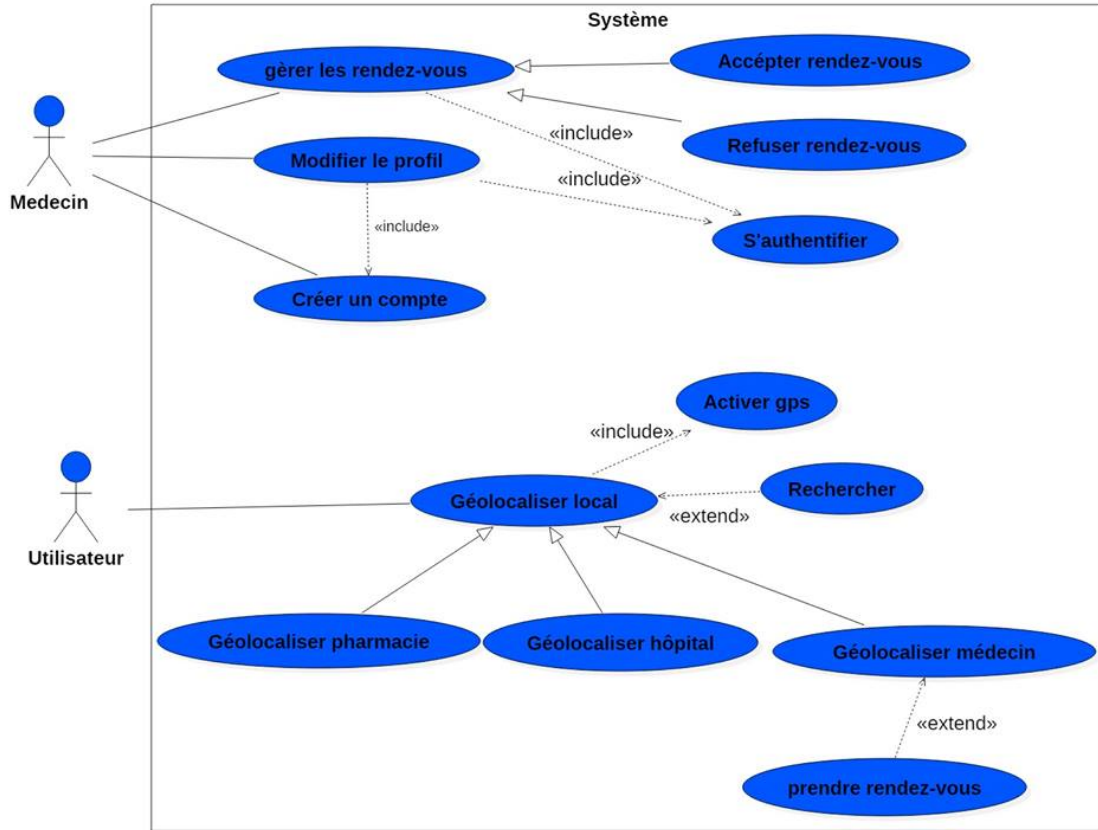 Système
gèrer les rendez-vous
Accépter rendez-vous
Refuser rendez-vous
«include»
Modifier le profil
«include»
Medecin
«include»
S'authentifier
Créer un compte
Activer gps
«include»
Géolocaliser local
Rechercher
«extend»
Utilisateur
Géolocaliser pharmacie
Géolocaliser hôpital
Géolocaliser médecin
«extend»
prendre rendez-vous